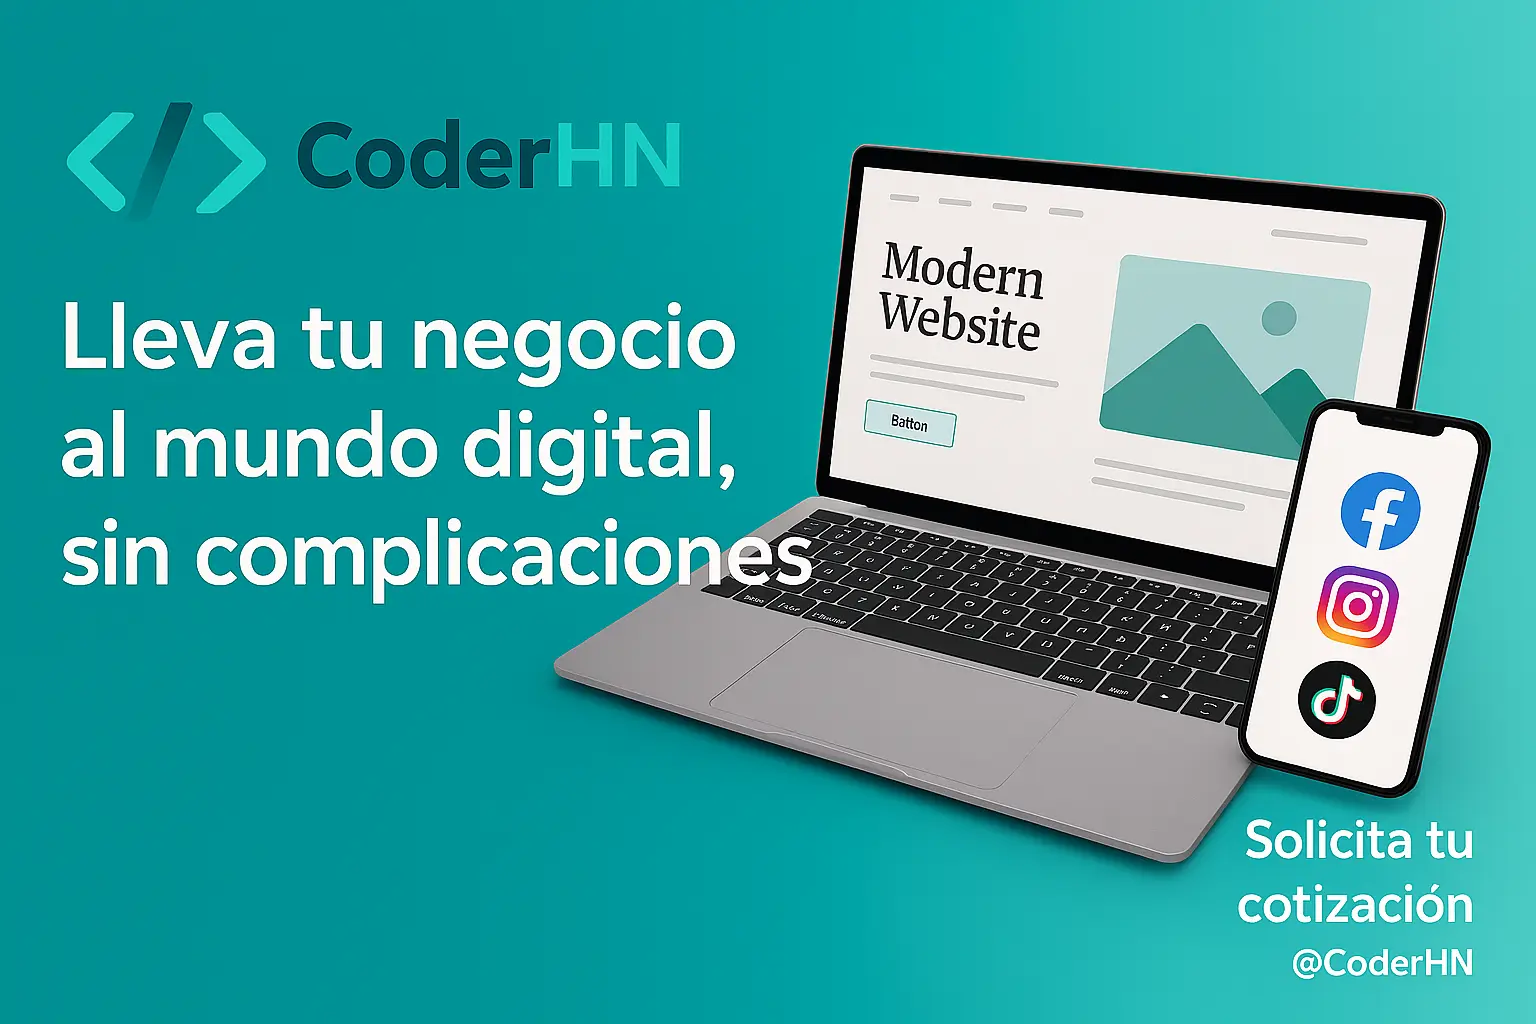 </> CoderHN
Lleva tu negocio
al mundo digital,
sin complicaciones
Modern
Website
Batton
Solicita tu
cotización
@CoderHN